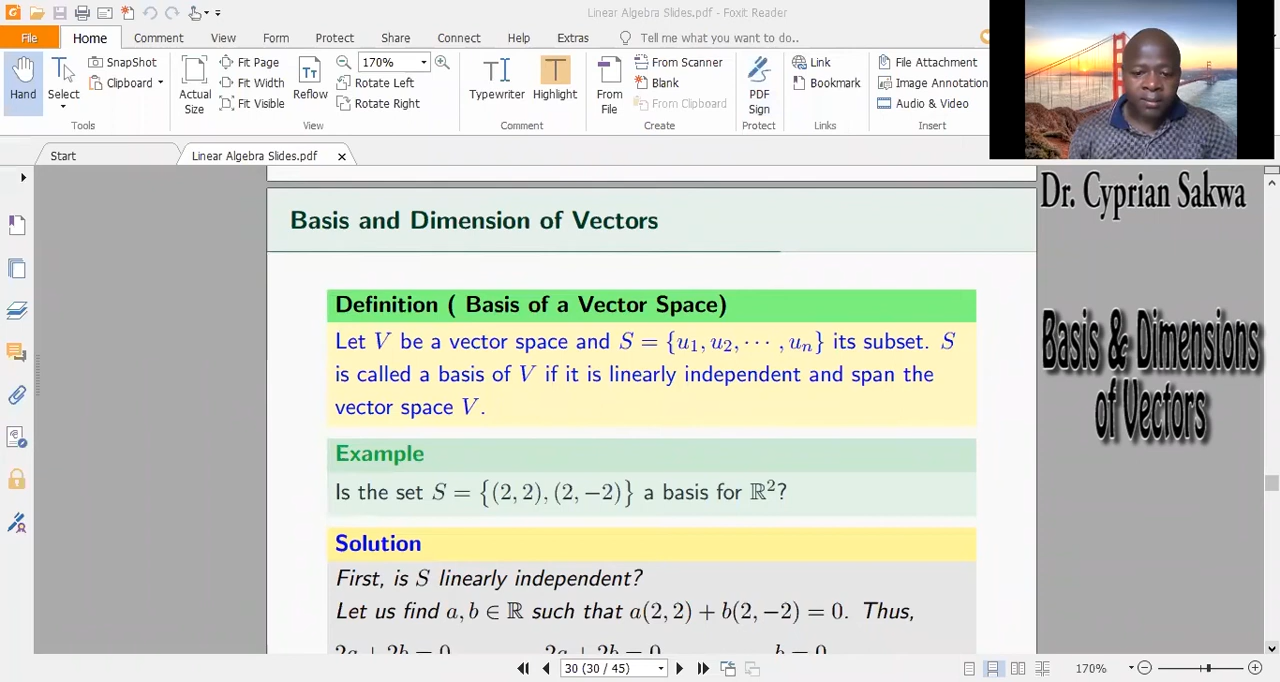 Linear Algebra Slides.pdf - Foxit Reader
File Home Comment View Form Protect Share Connect Help Extras Tell me what you want to do..
Hand
Select
SnapShot
Clipboard
Tools
Actual Size
Fit Page
Fit Width
Fit Visible
Reflow
170%
Rotate Left
Rotate Right
View
Typewriter
Highlight
Comment
From File
From Scanner
Blank
From Clipboard
Create
PDF Sign
Protect
Link
Bookmark
Links
File Attachment
Image Annotation
Audio & Video
Insert
Start
Linear Algebra Slides.pdf
Basis and Dimension of Vectors
Definition ( Basis of a Vector Space)
Let V be a vector space and S = {u₁, u₂, ⋯ , uₙ} its subset. S
is called a basis of V if it is linearly independent and span the
vector space V.
Example
Is the set S = {(2, 2), (2, −2)} a basis for ℝ²?
Solution
First, is S linearly independent?
Let us find a, b ∈ ℝ such that a(2, 2) + b(2, −2) = 0. Thus,
2a + 2b = 0 2a + 2b = 0 b = 0
Dr. Cyprian Sakwa
Basis & Dimensions
of Vectors
30 (30 / 45)
170%